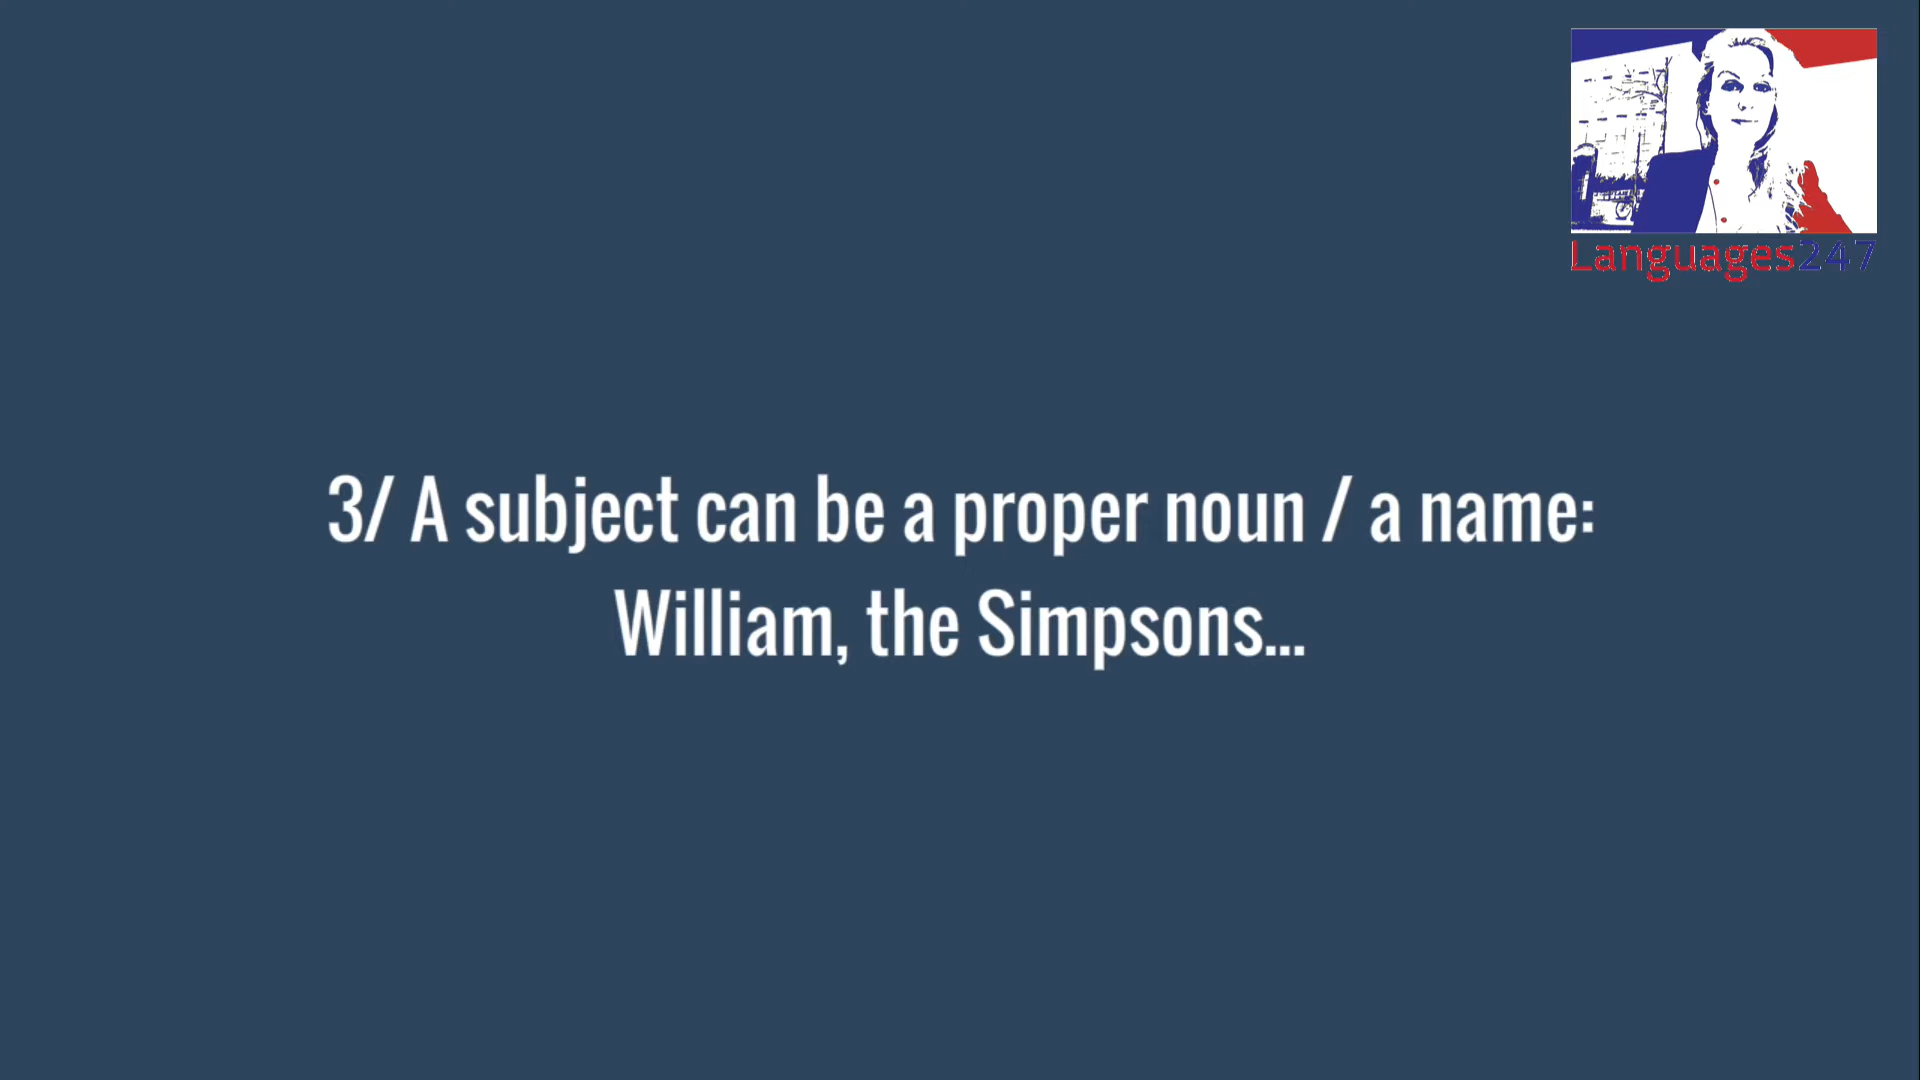 Languages247
3/ A subject can be a proper noun / a name:
William, the Simpsons...